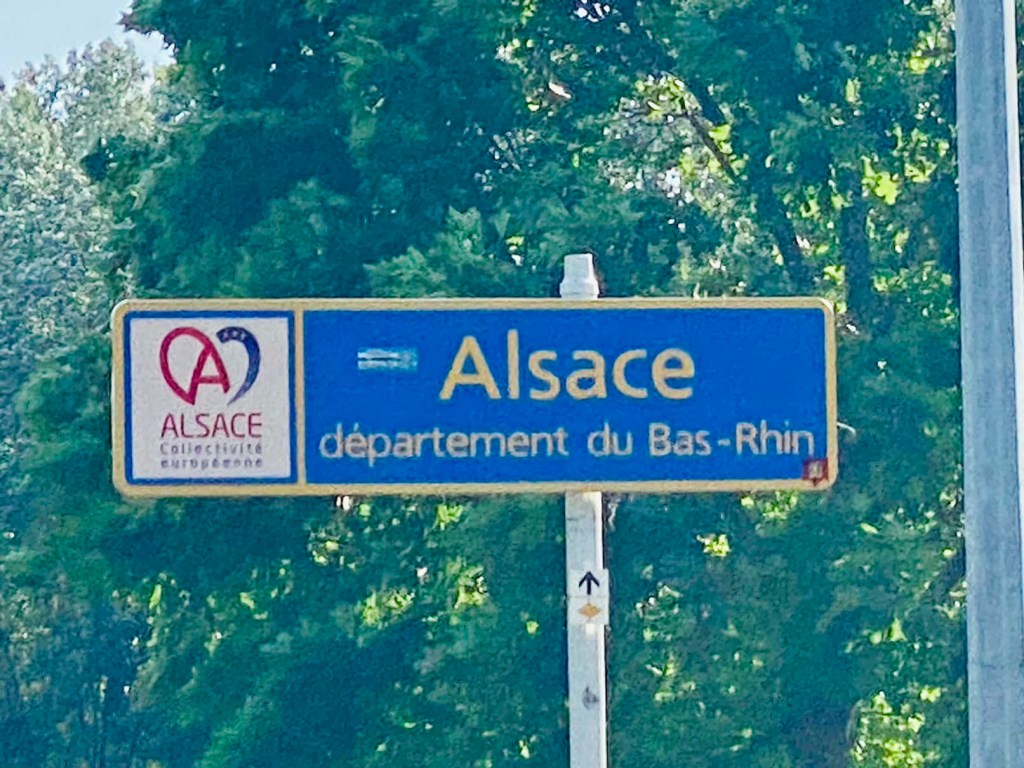 ALSACE
Collectivité
européenne
Alsace
département du Bas-Rhin